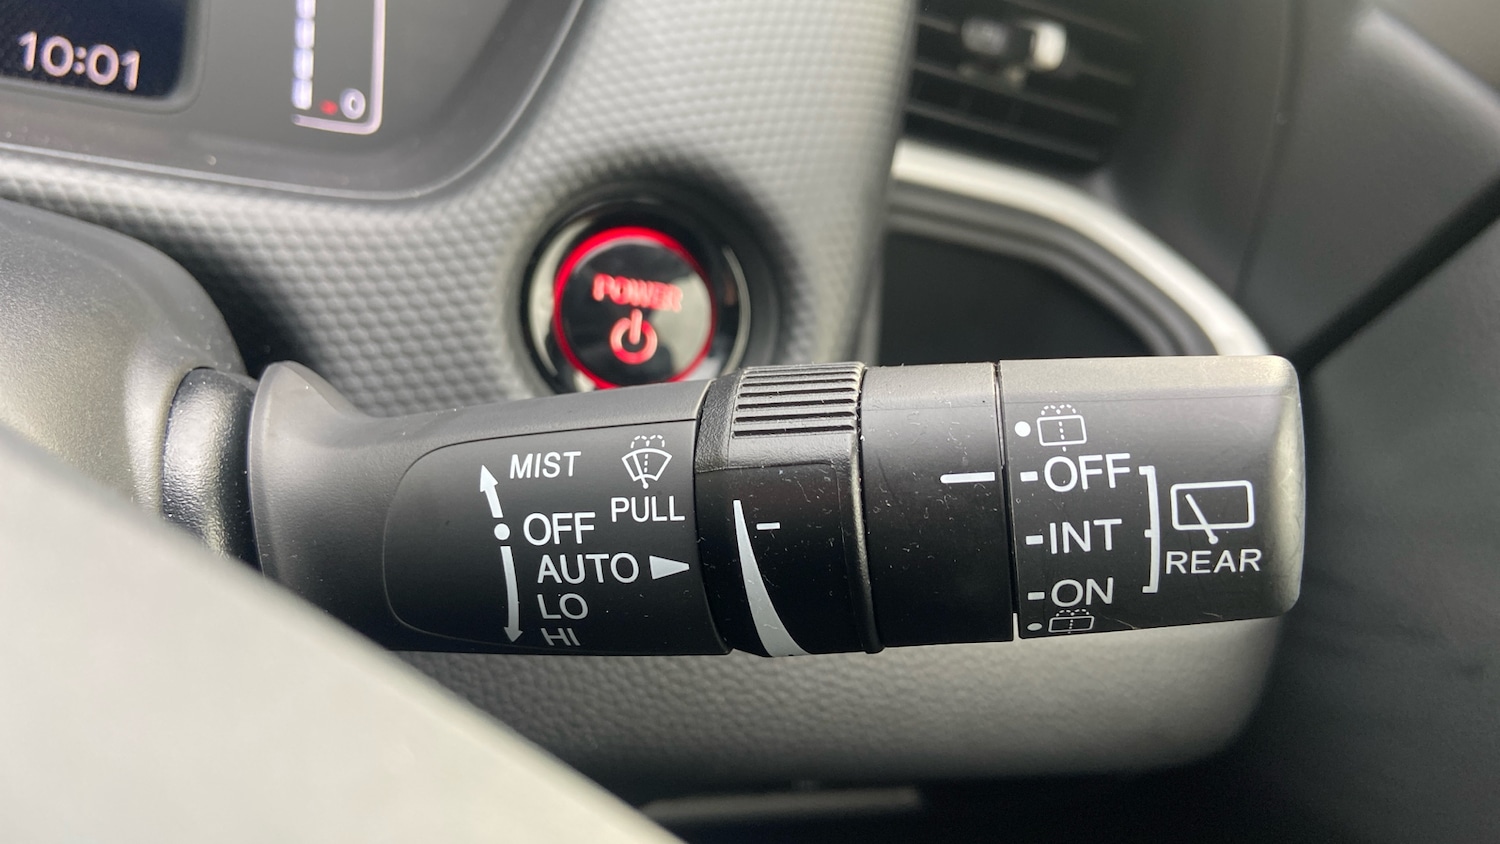 10:01
POWER
MIST
PULL
OFF
AUTO
LO
HI
OFF
INT
ON
REAR